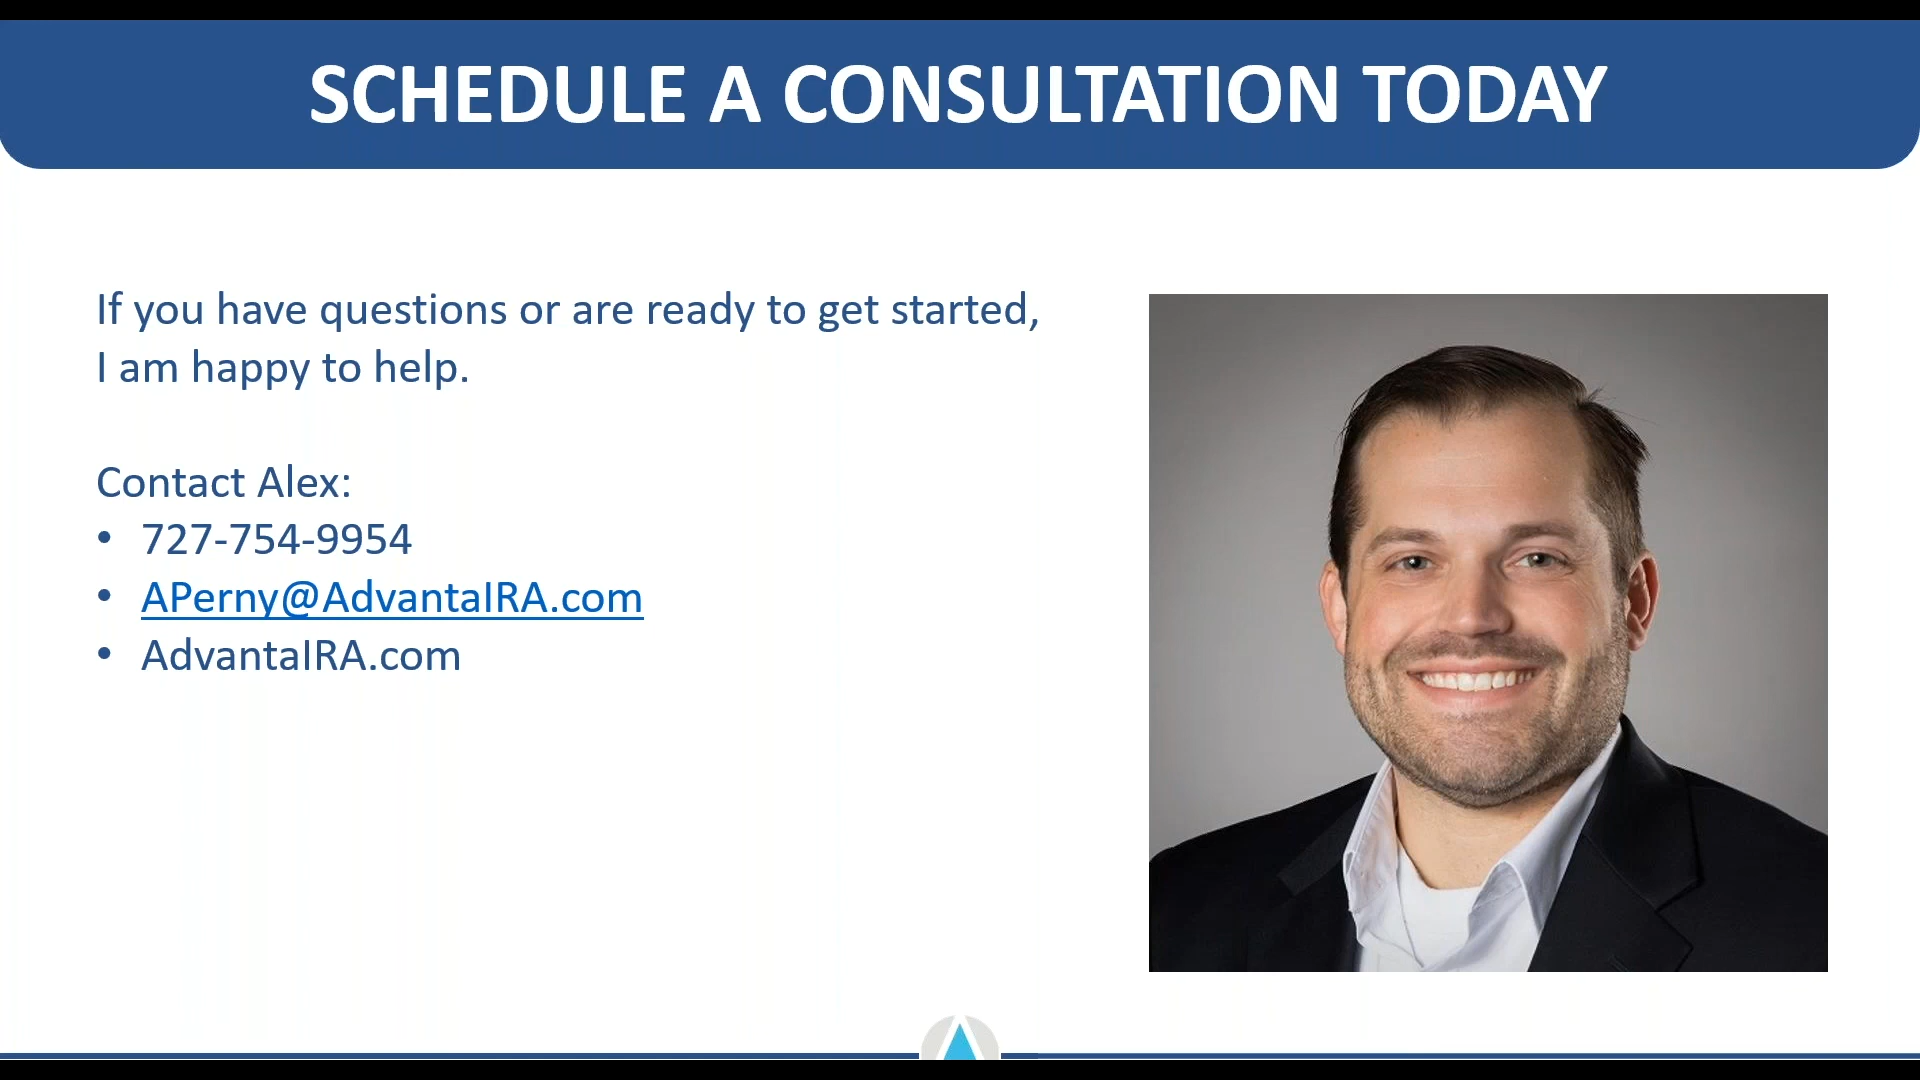 SCHEDULE A CONSULTATION TODAY
If you have questions or are ready to get started,
I am happy to help.
Contact Alex:
• 727-754-9954
• APerny@AdvantaIRA.com
• AdvantaIRA.com